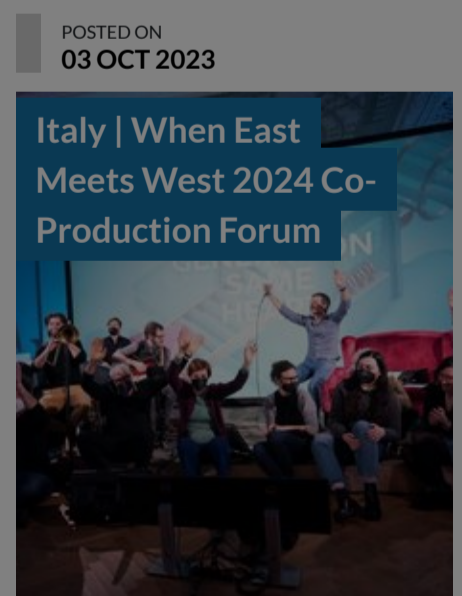 POSTED ON
03 OCT 2023
Italy | When East
Meets West 2024 Co-
Production Forum